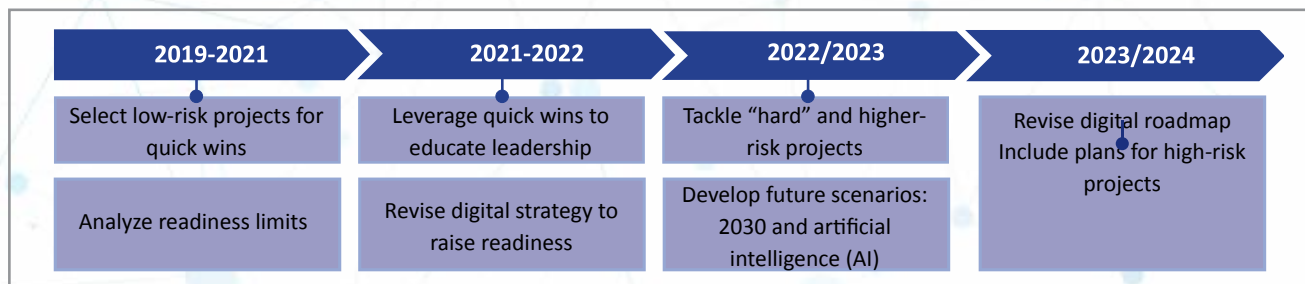 2019-2021
Select low-risk projects for
quick wins
Analyze readiness limits
2021-2022
Leverage quick wins to
educate leadership
Revise digital strategy to
raise readiness
2022/2023
Tackle “hard” and higher-
risk projects
Develop future scenarios:
2030 and artificial
intelligence (AI)
2023/2024
Revise digital roadmap
Include plans for high-risk
projects